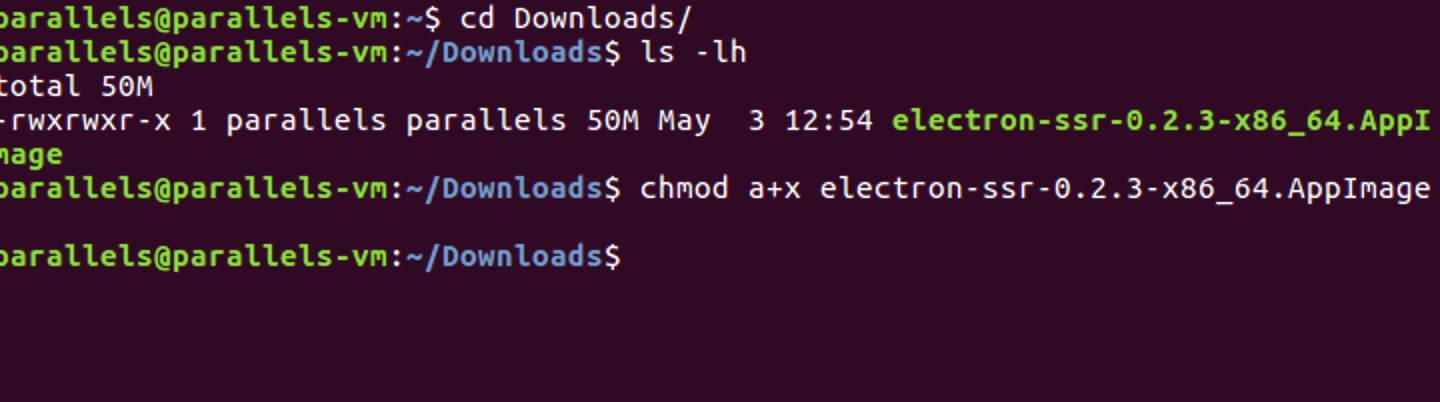 parallels@parallels-vm:~$ cd Downloads/
parallels@parallels-vm:~/Downloads$ ls -lh
total 50M
-rwxrwxr-x 1 parallels parallels 50M May  3 12:54 electron-ssr-0.2.3-x86_64.AppI
mage
parallels@parallels-vm:~/Downloads$ chmod a+x electron-ssr-0.2.3-x86_64.AppImage
parallels@parallels-vm:~/Downloads$